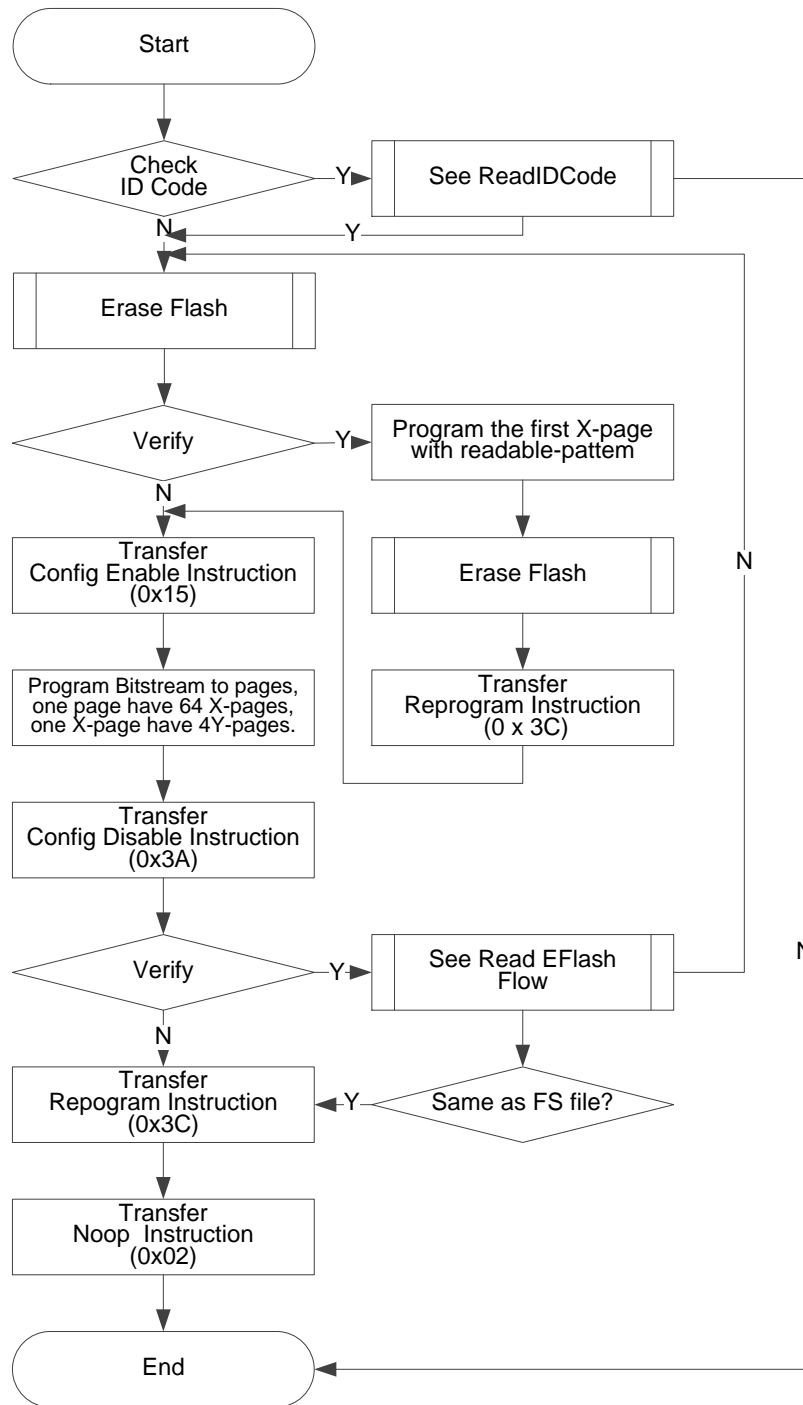 Start
Check
ID Code
Y
See ReadIDCode
N
Y
Erase Flash
Verify
Y
Program the first X-page
with readable-pattem
N
Transfer
Config Enable Instruction
(0x15)
Erase Flash
N
Program Bitstream to pages,
one page have 64 X-pages,
one X-page have 4Y-pages.
Transfer
Reprogram Instruction
(0 x 3C)
Transfer
Config Disable Instruction
(0x3A)
Verify
Y
See Read EFlash
Flow
N
N
Transfer
Repogram Instruction
(0x3C)
Y
Same as FS file?
Transfer
Noop Instruction
(0x02)
End